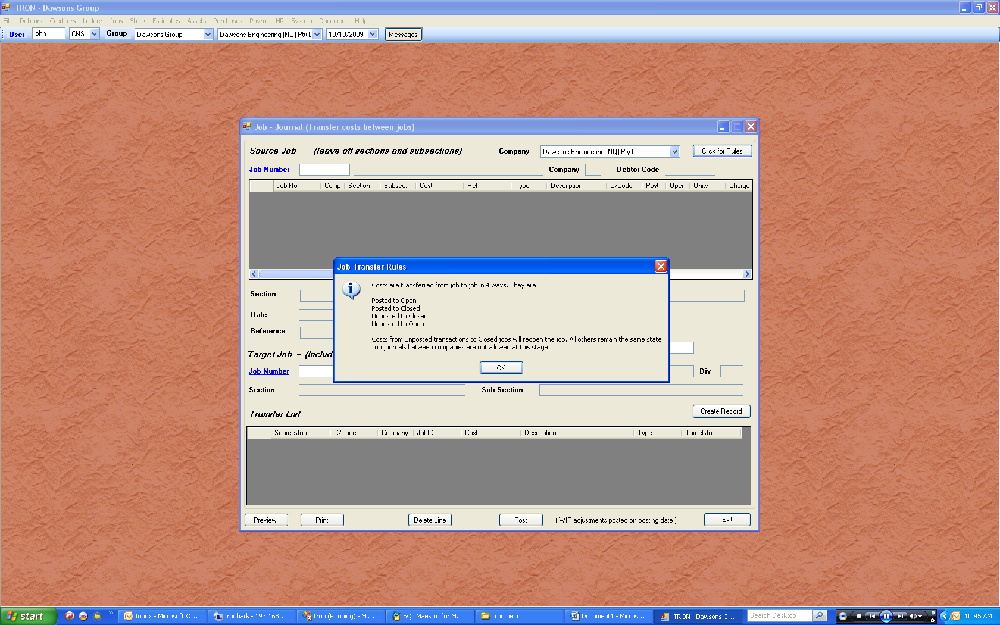 TRON - Dawsons Group
File Debtors Creditors Ledger Jobs Stock Estimates Assets Purchases Payroll HR System Document Help
User john CNS Group Dawsons Group Dawsons Engineering (NQ) Pty L 10/10/2009 Messages
Job - Journal (Transfer costs between jobs)
Source Job - (leave off sections and subsections) Company Dawsons Engineering (NQ) Pty Ltd Click for Rules
Job Number Company Debtor Code
Job No. Comp Section Subsec. Cost Ref Type Description C/Code Post Open Units Charge
Job Transfer Rules
Costs are transferred from job to job in 4 ways. They are
Posted to Open
Posted to Closed
Unposted to Closed
Unposted to Open
Costs from Unposted transactions to Closed jobs will reopen the job. All others remain the same state.
Job journals between companies are not allowed at this stage.
OK
Section
Date
Reference
Target Job - (Includ
Job Number Div
Section Sub Section
Transfer List Create Record
Source Job C/Code Company JobID Cost Description Type Target Job
Preview Print Delete Line Post ( WIP adjustments posted on posting date ) Exit
start Inbox - Microsoft O... Ironbark - 192.168... tron (Running) - Mi... SQL Maestro for M... tron help Document1 - Micros... TRON - Dawsons G... Search Desktop 10:45 AM